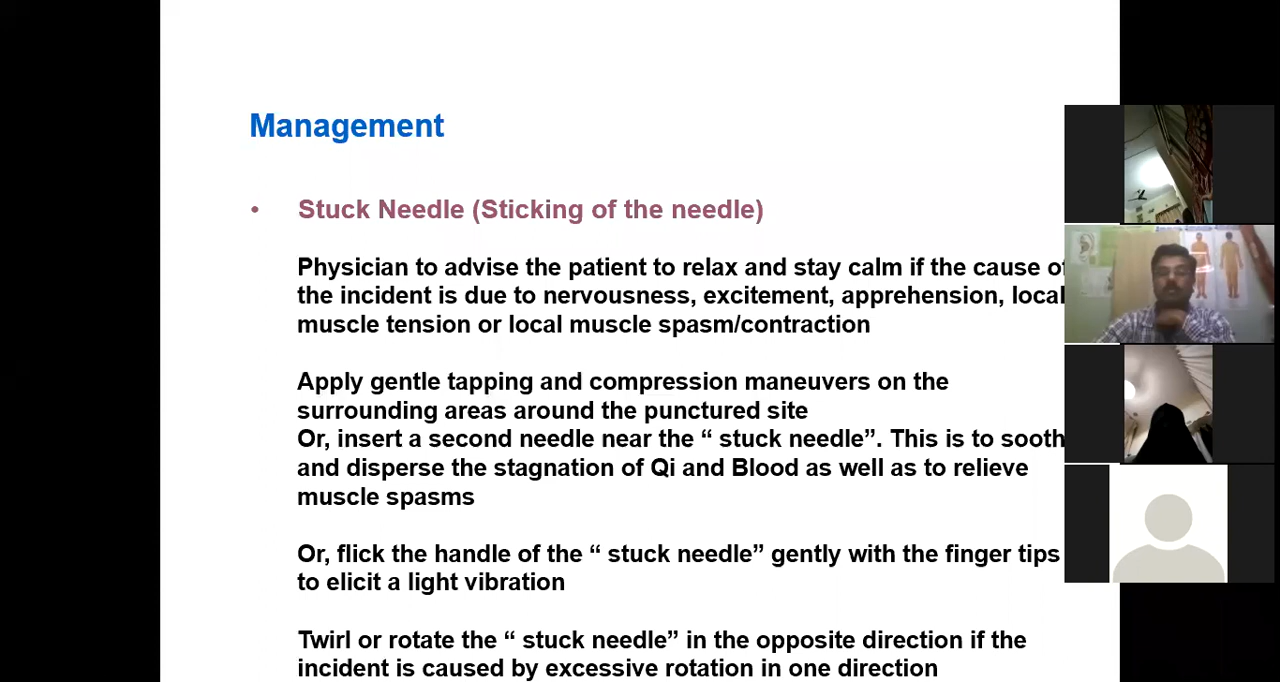 Management
• Stuck Needle (Sticking of the needle)
Physician to advise the patient to relax and stay calm if the cause of
the incident is due to nervousness, excitement, apprehension, local
muscle tension or local muscle spasm/contraction
Apply gentle tapping and compression maneuvers on the
surrounding areas around the punctured site
Or, insert a second needle near the “ stuck needle”. This is to sooth
and disperse the stagnation of Qi and Blood as well as to relieve
muscle spasms
Or, flick the handle of the “ stuck needle” gently with the finger tips
to elicit a light vibration
Twirl or rotate the “ stuck needle” in the opposite direction if the
incident is caused by excessive rotation in one direction